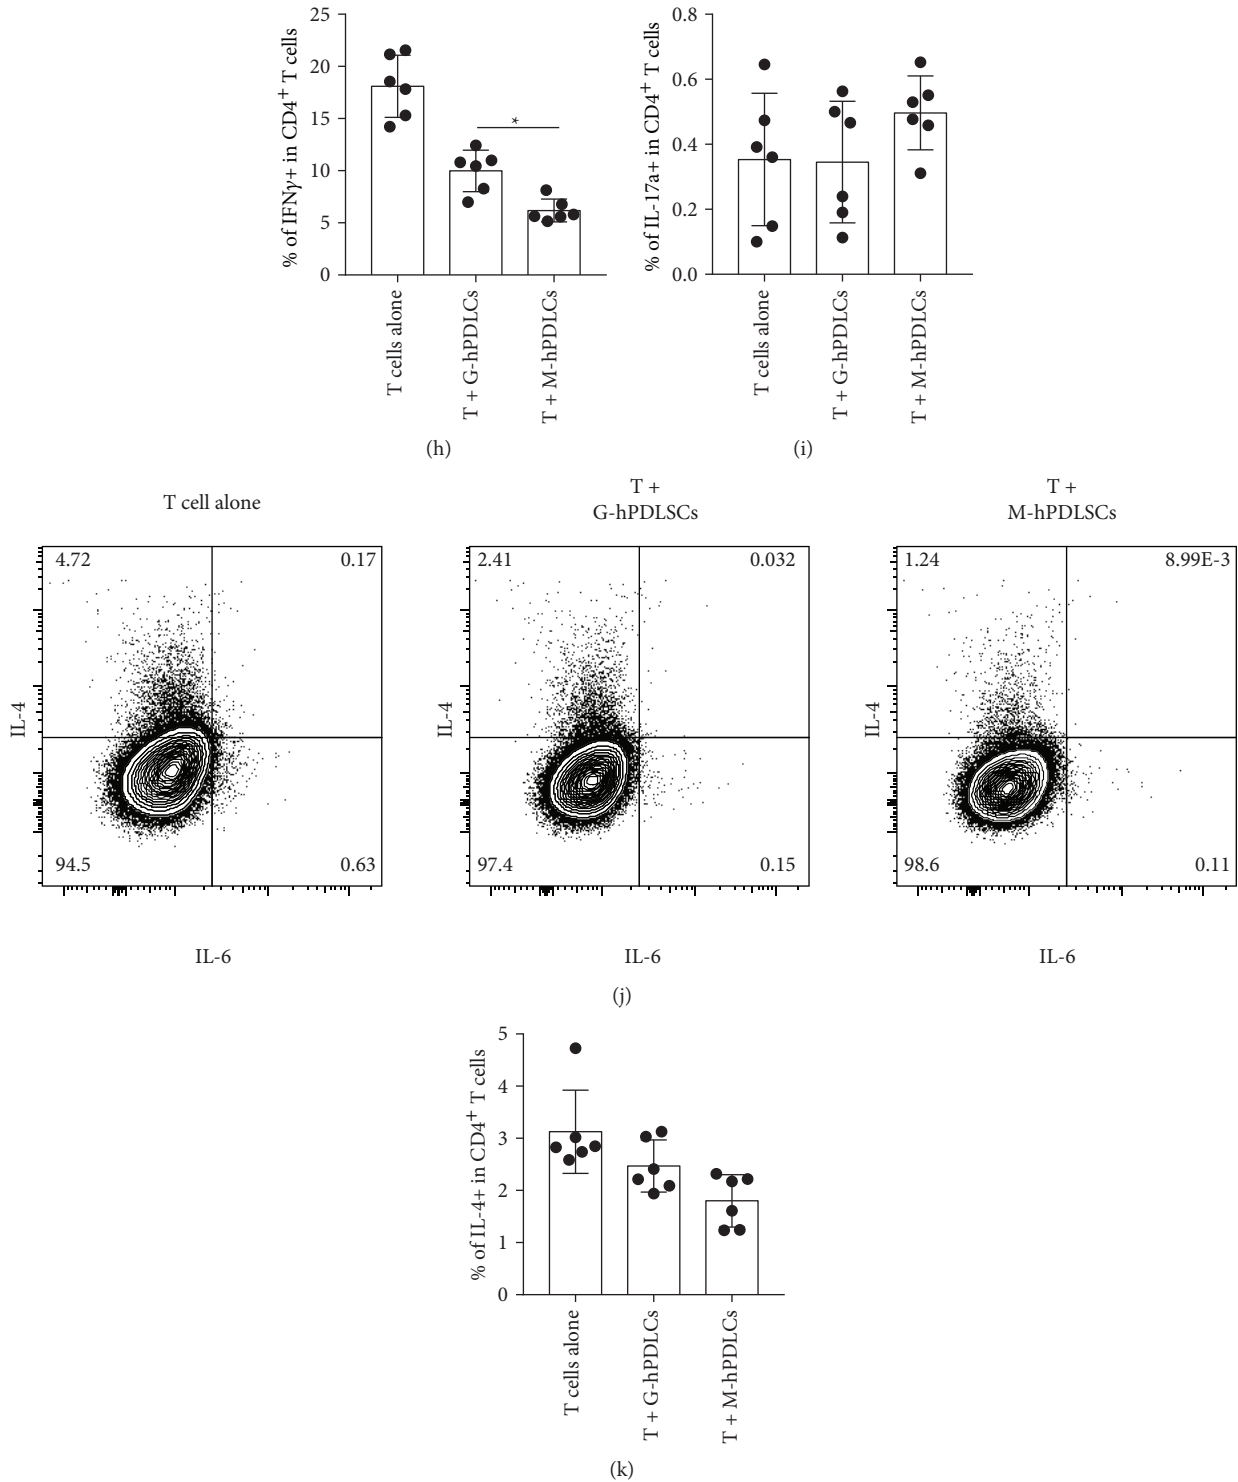 25
20
15
10
5
0
% of IFNγ+ in CD4+ T cells
*
T cells alone
T + G-hPDLCs
T + M-hPDLCs
(h)
0.8
0.6
0.4
0.2
0.0
% of IL-17a+ in CD4+ T cells
T cells alone
T + G-hPDLCs
T + M-hPDLCs
(i)
T cell alone
4.72 0.17
94.5 0.63
IL-4
IL-6
T +
G-hPDLSCs
2.41 0.032
97.4 0.15
IL-4
IL-6
T +
M-hPDLSCs
1.24 8.99E-3
98.6 0.11
IL-4
IL-6
(j)
5
4
3
2
1
0
% of IL-4+ in CD4+ T cells
T cells alone
T + G-hPDLCs
T + M-hPDLCs
(k)